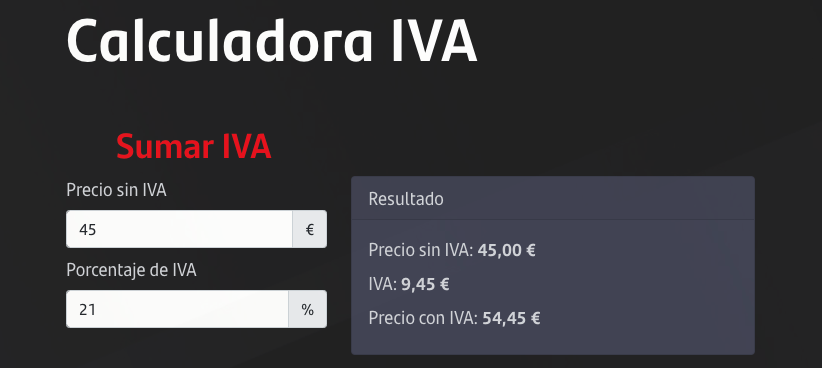 Calculadora IVA
Sumar IVA
Precio sin IVA
45 €
Porcentaje de IVA
21 %
Resultado
Precio sin IVA: 45,00 €
IVA: 9,45 €
Precio con IVA: 54,45 €